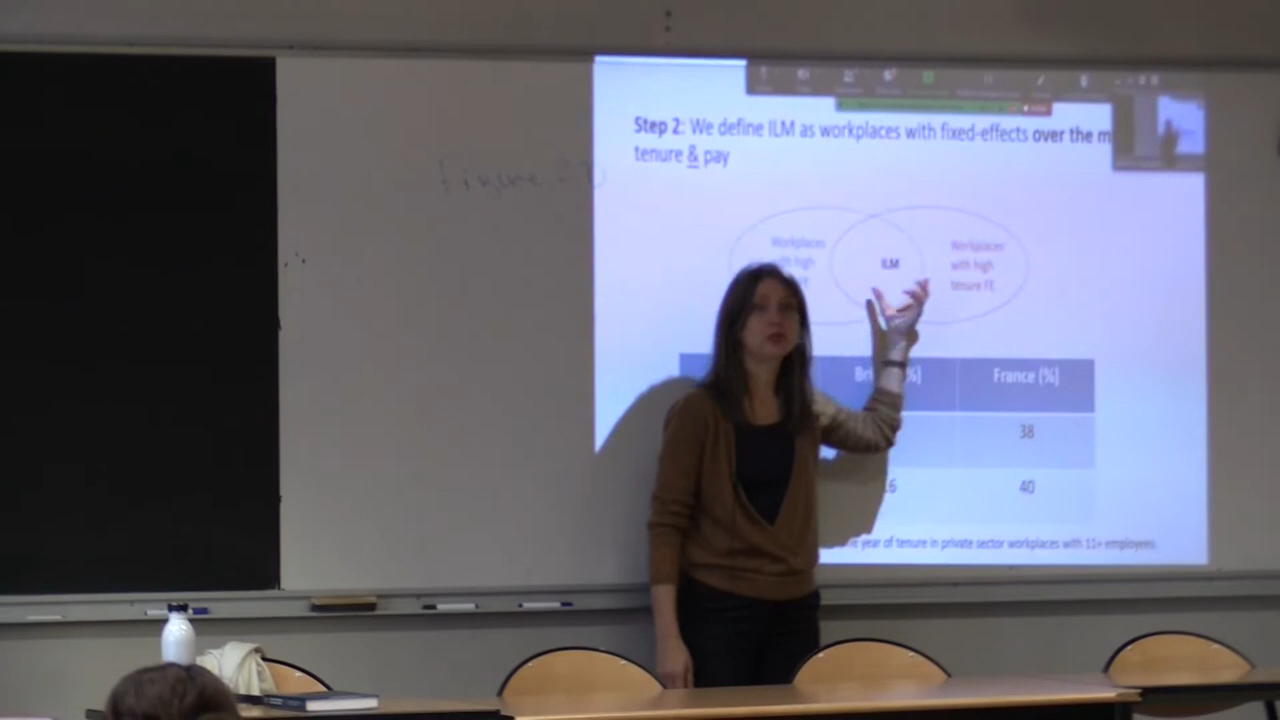 Step 2: We define ILM as workplaces with fixed-effects over the m
tenure & pay
Workplaces
with high
ILM
Workplaces
with high
tenure FE
France (%)
38
40
year of tenure in private sector workplaces with 11+ employees